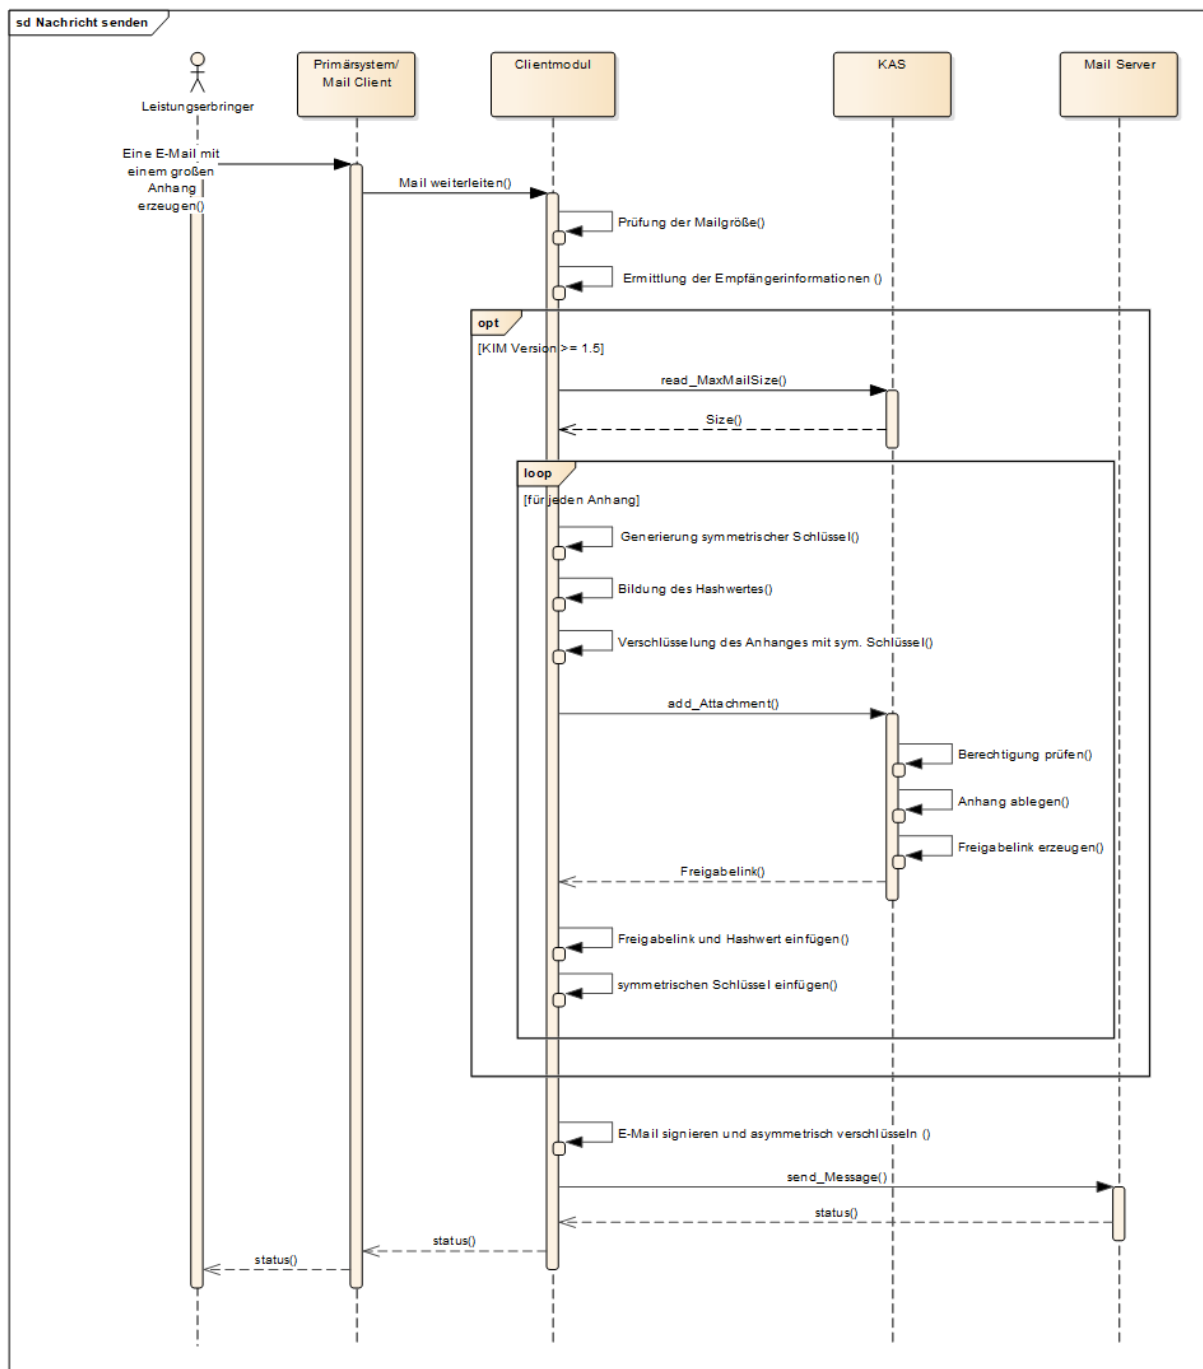 sd Nachricht senden
Leistungserbringer
Primärsystem/
Mail Client
Clientmodul
KAS
Mail Server
Eine E-Mail mit
einem großen
Anhang
erzeugen()
Mail weiterleiten()
Prüfung der Mailgröße()
Ermittlung der Empfängerinformationen ()
opt
[KIM Version >= 1.5]
read_MaxMailSize()
Size()
loop
[für jeden Anhang]
Generierung symmetrischer Schlüssel()
Bildung des Hashwertes()
Verschlüsselung des Anhanges mit sym. Schlüssel()
add_Attachment()
Berechtigung prüfen()
Anhang ablegen()
Freigabelink erzeugen()
Freigabelink()
Freigabelink und Hashwert einfügen()
symmetrischen Schlüssel einfügen()
E-Mail signieren und asymmetrisch verschlüseln ()
send_Message()
status()
status()
status()